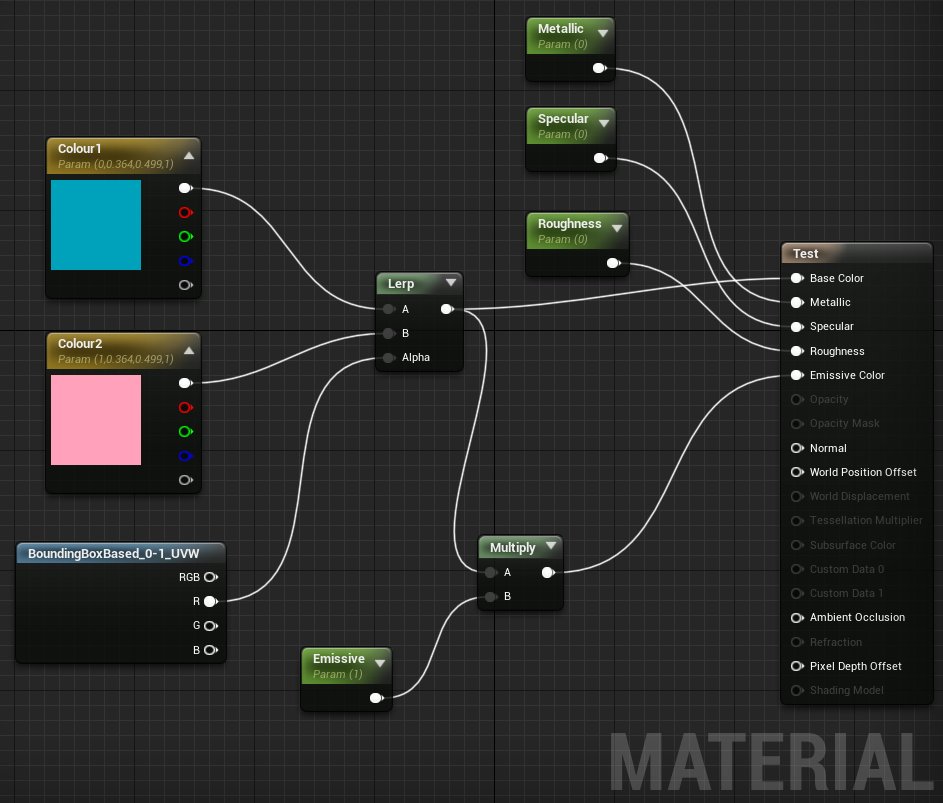 Metallic
Param (0)
Specular
Param (0)
Roughness
Param (0)
Colour1
Param (0,0.364,0.499,1)
Colour2
Param (1,0.364,0.499,1)
Lerp
A
B
Alpha
BoundingBoxBased_0-1_UVW
RGB
R
G
B
Multiply
A
B
Emissive
Param (1)
Test
Base Color
Metallic
Specular
Roughness
Emissive Color
Opacity
Opacity Mask
Normal
World Position Offset
World Displacement
Tessellation Multiplier
Subsurface Color
Custom Data 0
Custom Data 1
Ambient Occlusion
Refraction
Pixel Depth Offset
Shading Model
MATERIAL